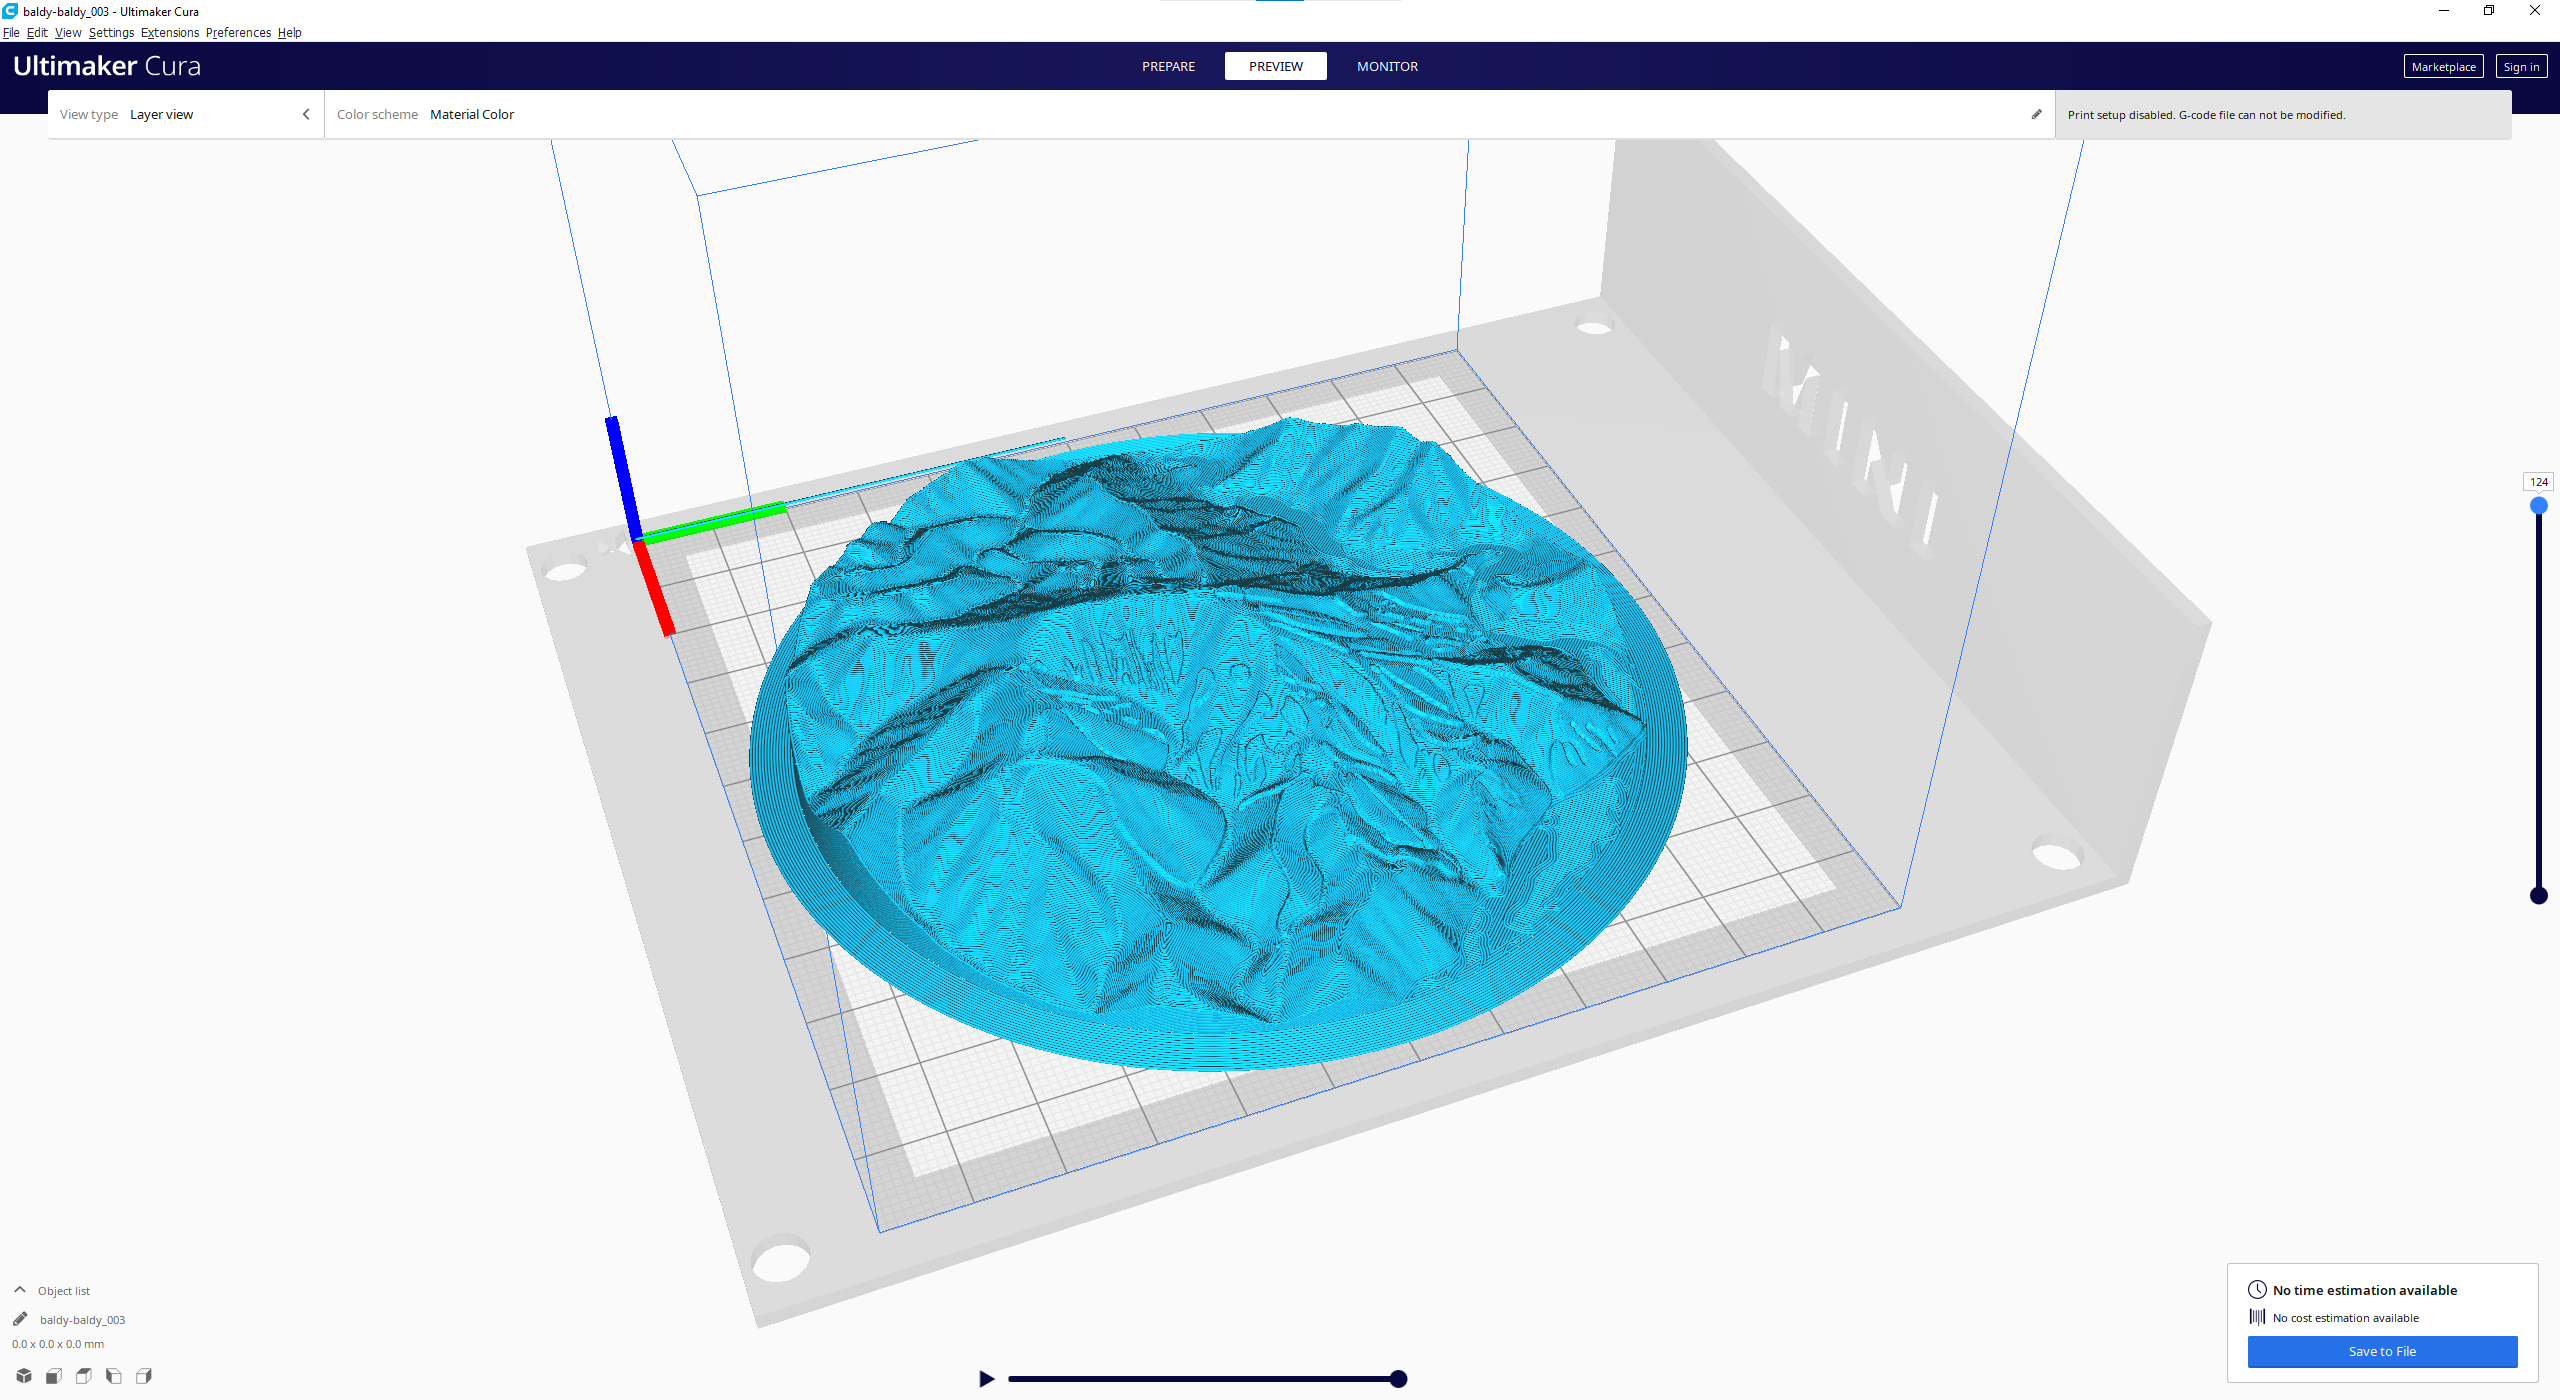 baldy-baldy_003 - Ultimaker Cura
File Edit View Settings Extensions Preferences Help
Ultimaker Cura
PREPARE
PREVIEW
MONITOR
Marketplace
Sign in
View type Layer view
Color scheme Material Color
Print setup disabled. G-code file can not be modified.
124
Object list
baldy-baldy_003
0.0 x 0.0 x 0.0 mm
No time estimation available
No cost estimation available
Save to File